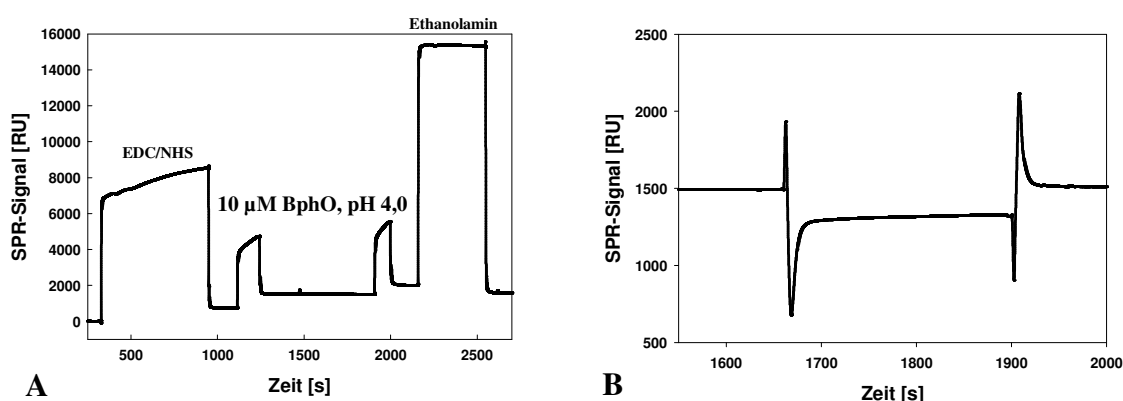 Ethanolamin
16000
14000
12000
10000
8000
6000
4000
2000
0
SPR-Signal [RU]
EDC/NHS
10 µM BphO, pH 4,0
500
1000
1500
2000
2500
Zeit [s]
A
2500
2000
1500
1000
500
SPR-Signal [RU]
1600
1700
1800
1900
2000
Zeit [s]
B